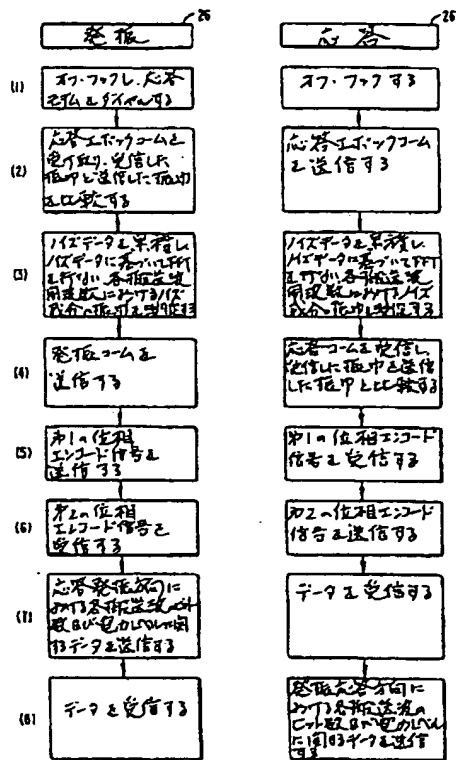 26
発振
26
応答
(1)
オフ・フックし、応答
モデムをダイヤルする
オフ・フックする
(2)
応答エポックコームを
受け取り、受信した
振巾と送信した振巾
を比較する
応答エポックコーム
を送信する
(3)
ノイズデータを累積し、
ノイズデータに基づいてFFT
を行ない、各搬送波
周波数におけるノイズ
成分の振巾を
ノイズデータを累積し、
ノイズデータに基づいてFFT
を行ない、各搬送波
周波数におけるノイズ
成分の振巾を
(4)
発振コームを
送信する
応答コームを受信し、
受信した振巾を送信
した振巾と比較する
(5)
第1の位相
エンコード信号を
送信する
第1の位相エンコード
信号を受信する
(6)
第2の位相
エンコード信号を
受信する
第2の位相エンコード
信号を送信する
(7)
応答発振方向に
おける各搬送波のビット
数及び電力レベルに関
するデータを送信する
データを受信する
(8)
データを受信する
発振応答方向に
おける各搬送波の
ビット数及び電力レベル
に関するデータを送信
する